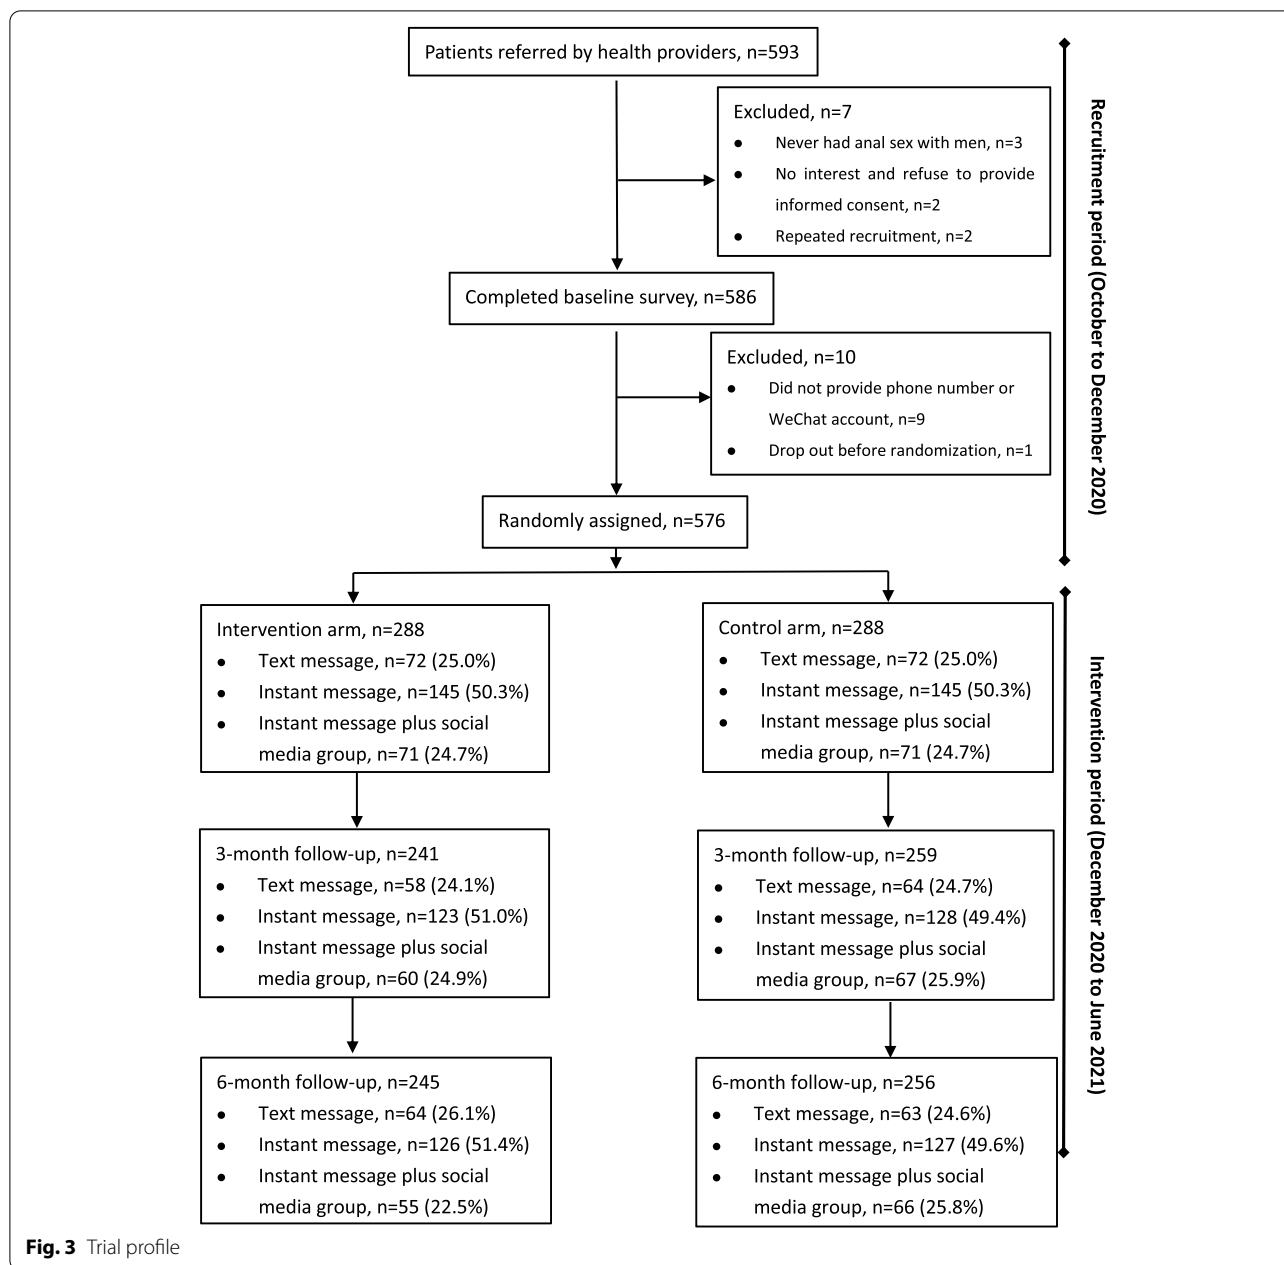 Patients referred by health providers, n=593
Excluded, n=7
● Never had anal sex with men, n=3
● No interest and refuse to provide
informed consent, n=2
● Repeated recruitment, n=2
Completed baseline survey, n=586
Excluded, n=10
● Did not provide phone number or
WeChat account, n=9
● Drop out before randomization, n=1
Randomly assigned, n=576
Recruitment period (October to December 2020)
Intervention arm, n=288
● Text message, n=72 (25.0%)
● Instant message, n=145 (50.3%)
● Instant message plus social
media group, n=71 (24.7%)
Control arm, n=288
● Text message, n=72 (25.0%)
● Instant message, n=145 (50.3%)
● Instant message plus social
media group, n=71 (24.7%)
3-month follow-up, n=241
● Text message, n=58 (24.1%)
● Instant message, n=123 (51.0%)
● Instant message plus social
media group, n=60 (24.9%)
3-month follow-up, n=259
● Text message, n=64 (24.7%)
● Instant message, n=128 (49.4%)
● Instant message plus social
media group, n=67 (25.9%)
6-month follow-up, n=245
● Text message, n=64 (26.1%)
● Instant message, n=126 (51.4%)
● Instant message plus social
media group, n=55 (22.5%)
6-month follow-up, n=256
● Text message, n=63 (24.6%)
● Instant message, n=127 (49.6%)
● Instant message plus social
media group, n=66 (25.8%)
Intervention period (December 2020 to June 2021)
Fig. 3 Trial profile